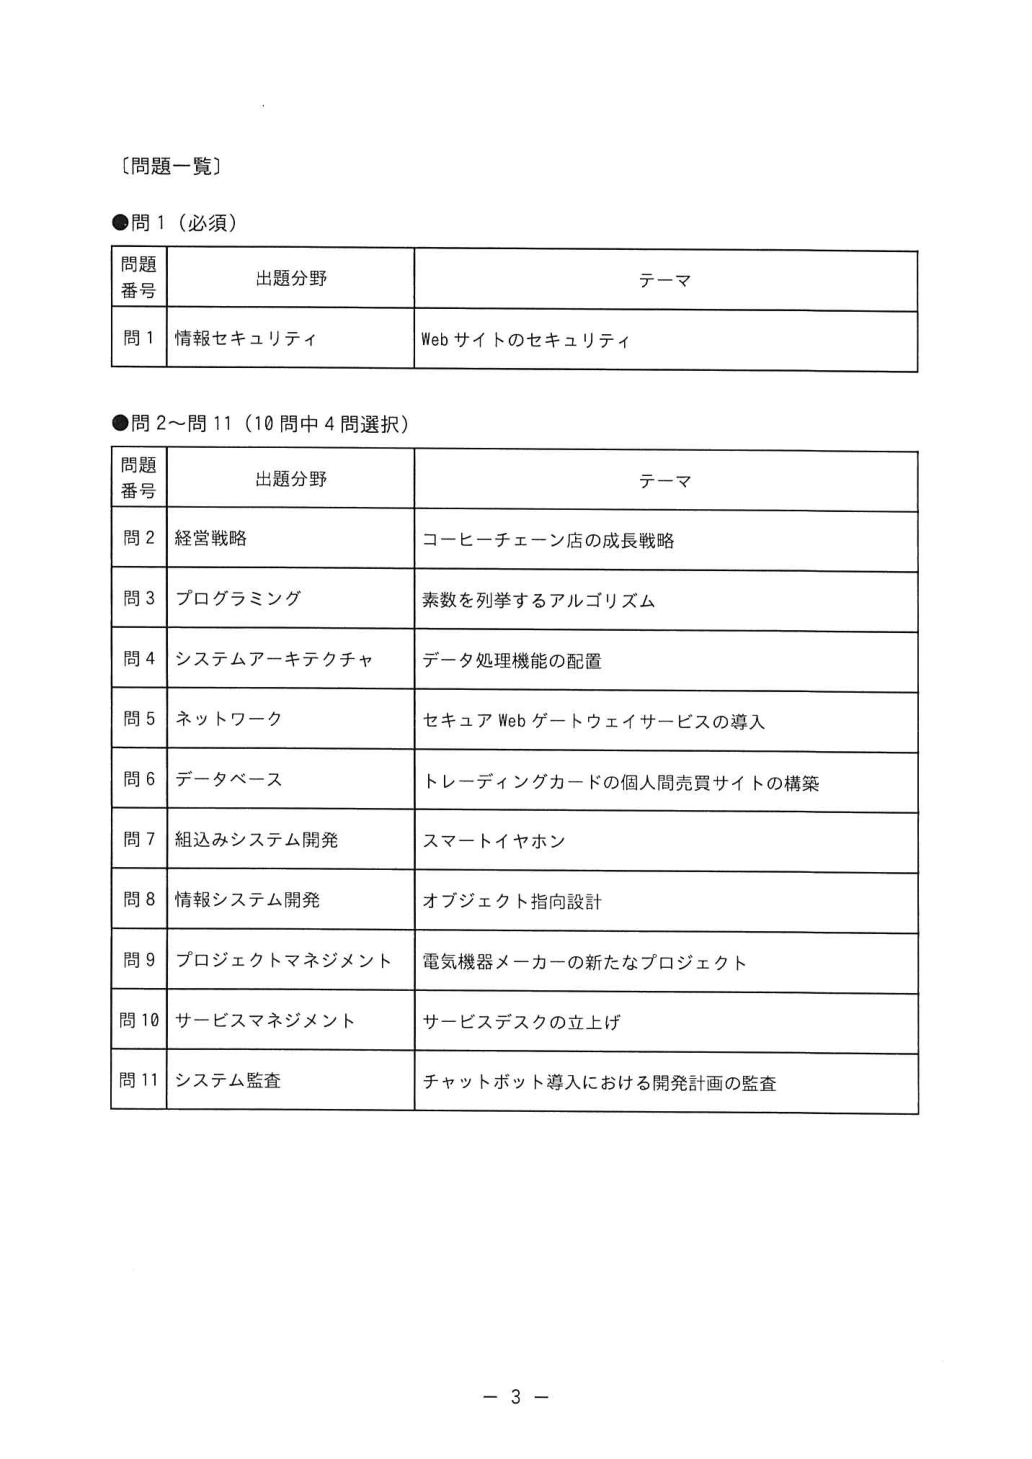 〔問題一覧〕
●問1（必須）
問題番号 出題分野 テーマ
問1 情報セキュリティ Webサイトのセキュリティ
●問2～問11（10問中4問選択）
問題番号 出題分野 テーマ
問2 経営戦略 コーヒーチェーン店の成長戦略
問3 プログラミング 素数を列挙するアルゴリズム
問4 システムアーキテクチャ データ処理機能の配置
問5 ネットワーク セキュアWebゲートウェイサービスの導入
問6 データベース トレーディングカードの個人間売買サイトの構築
問7 組込みシステム開発 スマートイヤホン
問8 情報システム開発 オブジェクト指向設計
問9 プロジェクトマネジメント 電気機器メーカーの新たなプロジェクト
問10 サービスマネジメント サービスデスクの立上げ
問11 システム監査 チャットボット導入における開発計画の監査
－ 3 －